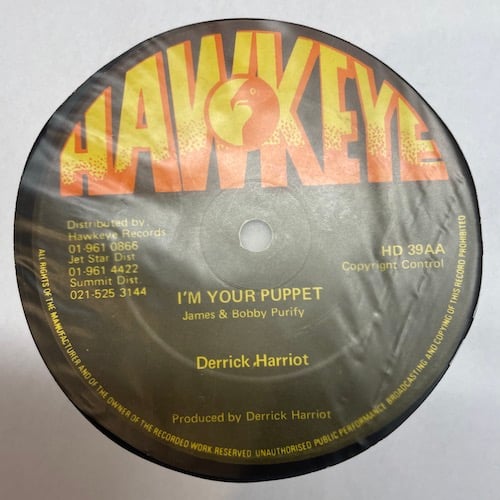 HAWKEYE
Distributed by:
Hawkeye Records
01-961 0866
Jet Star Dist
01-961 4422
Summit Dist
021-525 3144
HD 39AA
Copyright Control
I'M YOUR PUPPET
James & Bobby Purify
Derrick Harriot
Produced by Derrick Harriot
ALL RIGHTS OF THE MANUFACTURER AND OF THE OWNER OF THE RECORDED WORK RESERVED UNAUTHORISED PUBLIC PERFORMANCE BROADCASTING AND COPYING OF THIS RECORD PROHIBITED